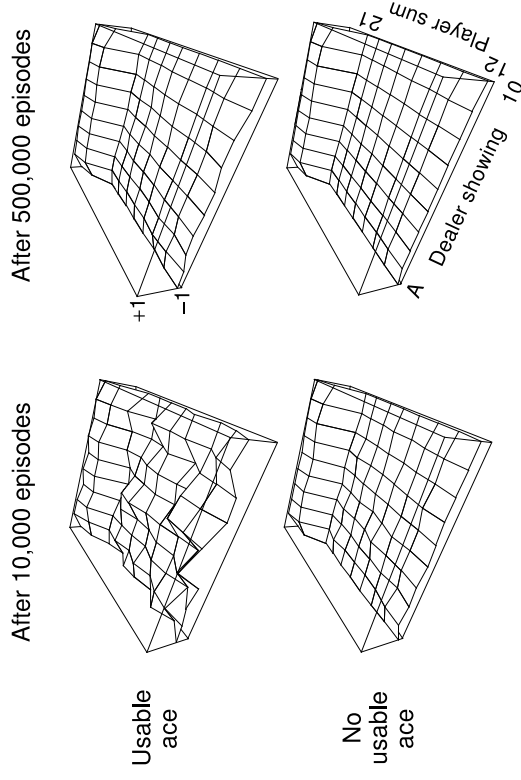 After 10,000 episodes
After 500,000 episodes
Usable
ace
+1
−1
No
usable
ace
A
Dealer showing
10
12
Player sum
21